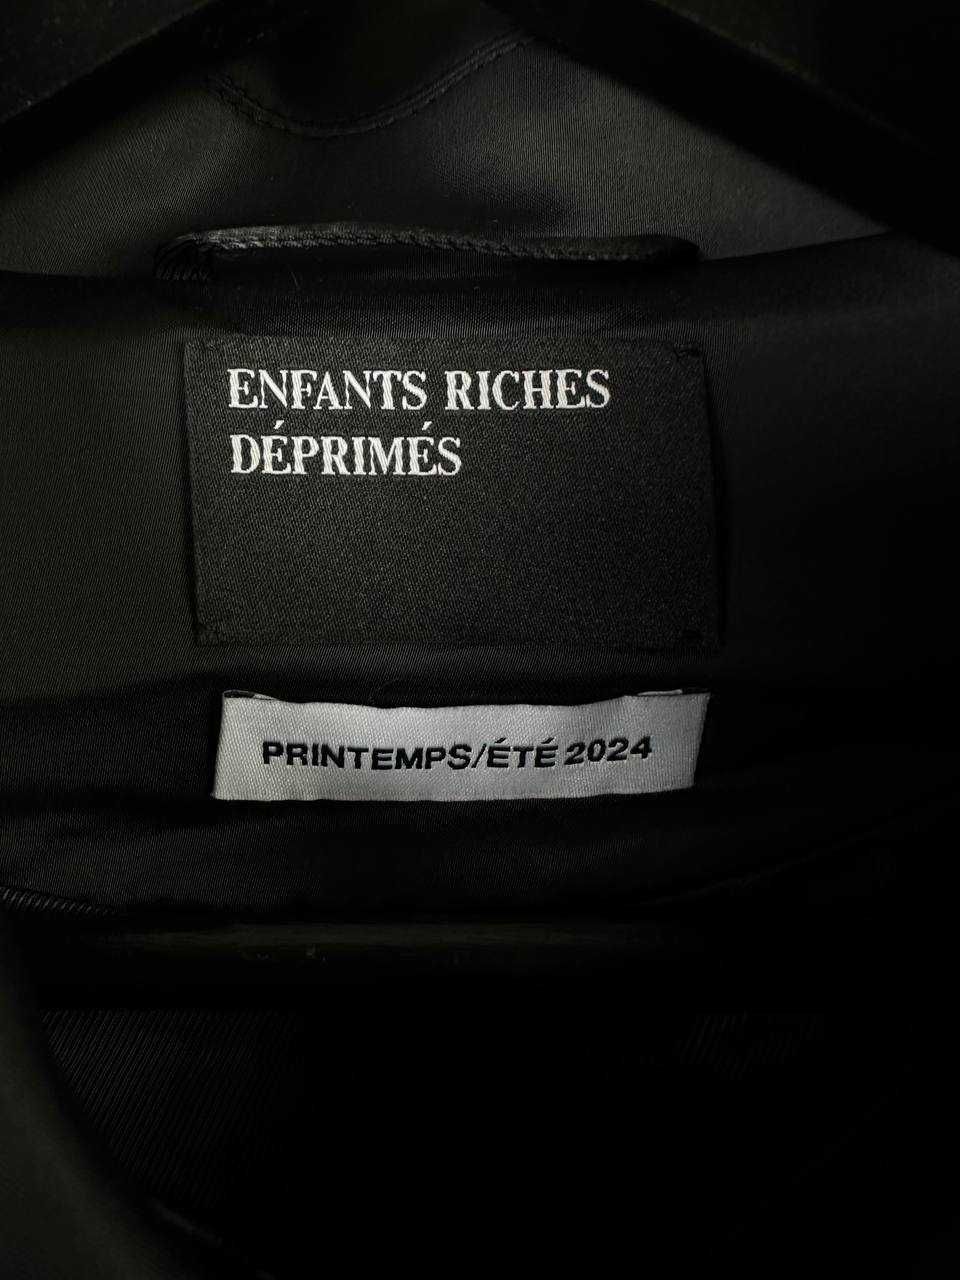 ENFANTS RICHES
DÉPRIMÉS
PRINTEMPS/ÉTÉ 2024